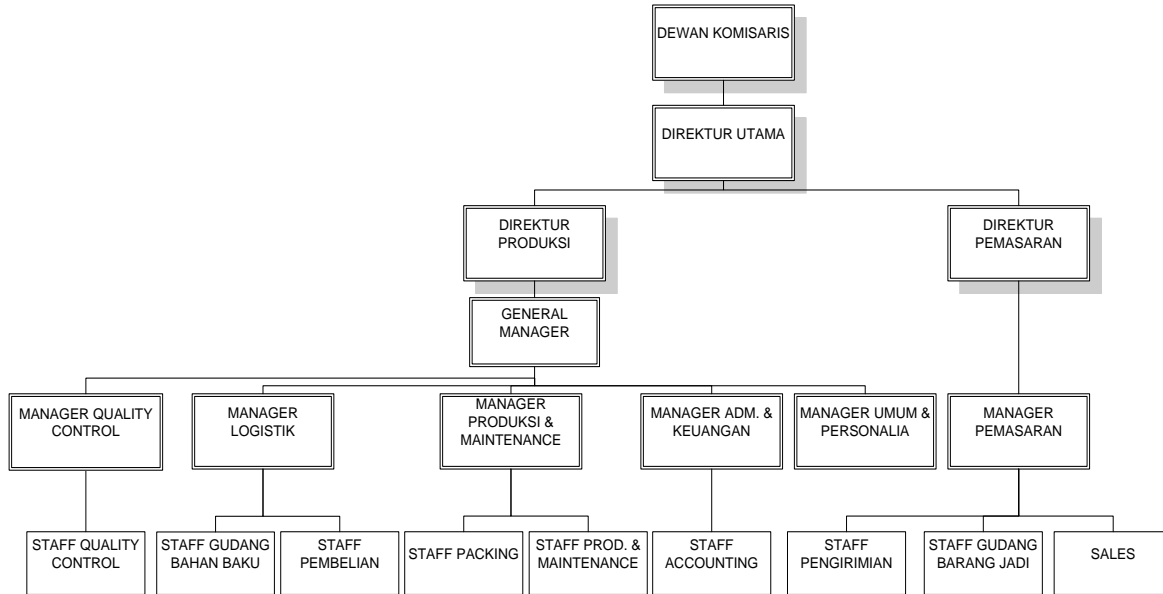 DEWAN KOMISARIS
DIREKTUR UTAMA
DIREKTUR
PRODUKSI
DIREKTUR
PEMASARAN
GENERAL
MANAGER
MANAGER QUALITY
CONTROL
MANAGER
LOGISTIK
MANAGER
PRODUKSI &
MAINTENANCE
MANAGER ADM. &
KEUANGAN
MANAGER UMUM &
PERSONALIA
MANAGER
PEMASARAN
STAFF QUALITY
CONTROL
STAFF GUDANG
BAHAN BAKU
STAFF
PEMBELIAN
STAFF PACKING
STAFF PROD. &
MAINTENANCE
STAFF
ACCOUNTING
STAFF
PENGIRIMIAN
STAFF GUDANG
BARANG JADI
SALES